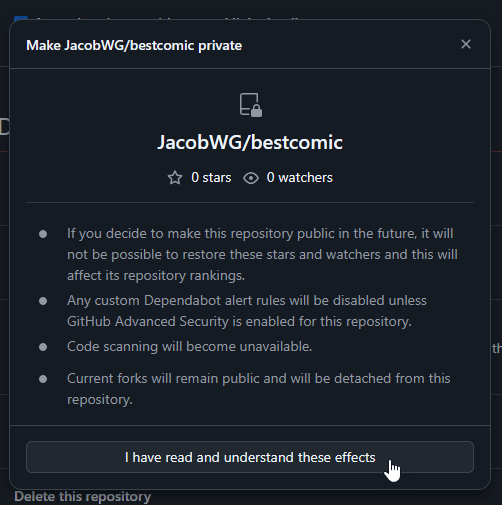 Make JacobWG/bestcomic private
JacobWG/bestcomic
0 stars 0 watchers
If you decide to make this repository public in the future, it will
not be possible to restore these stars and watchers and this will
affect its repository rankings.
Any custom Dependabot alert rules will be disabled unless
GitHub Advanced Security is enabled for this repository.
Code scanning will become unavailable.
Current forks will remain public and will be detached from this
repository.
I have read and understand these effects
Delete this repository